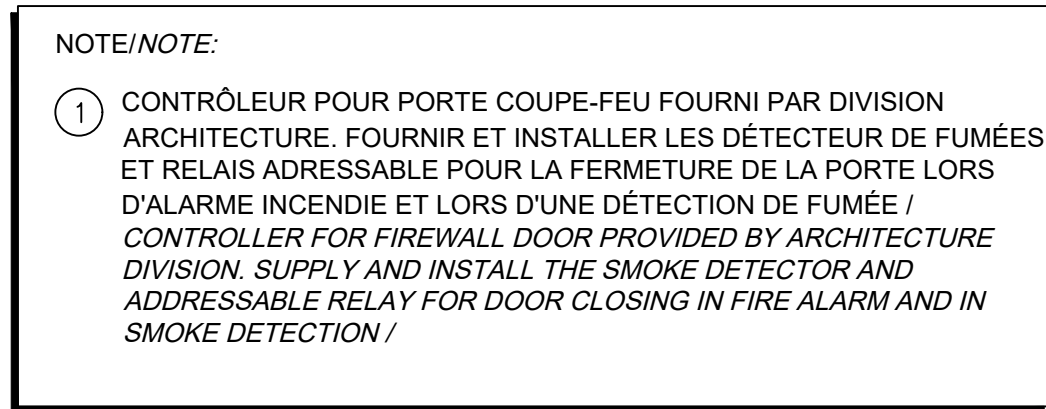 NOTE/NOTE:
1 CONTRÔLEUR POUR PORTE COUPE-FEU FOURNI PAR DIVISION
ARCHITECTURE. FOURNIR ET INSTALLER LES DÉTECTEUR DE FUMÉES
ET RELAIS ADRESSABLE POUR LA FERMETURE DE LA PORTE LORS
D'ALARME INCENDIE ET LORS D'UNE DÉTECTION DE FUMÉE /
CONTROLLER FOR FIREWALL DOOR PROVIDED BY ARCHITECTURE
DIVISION. SUPPLY AND INSTALL THE SMOKE DETECTOR AND
ADDRESSABLE RELAY FOR DOOR CLOSING IN FIRE ALARM AND IN
SMOKE DETECTION /